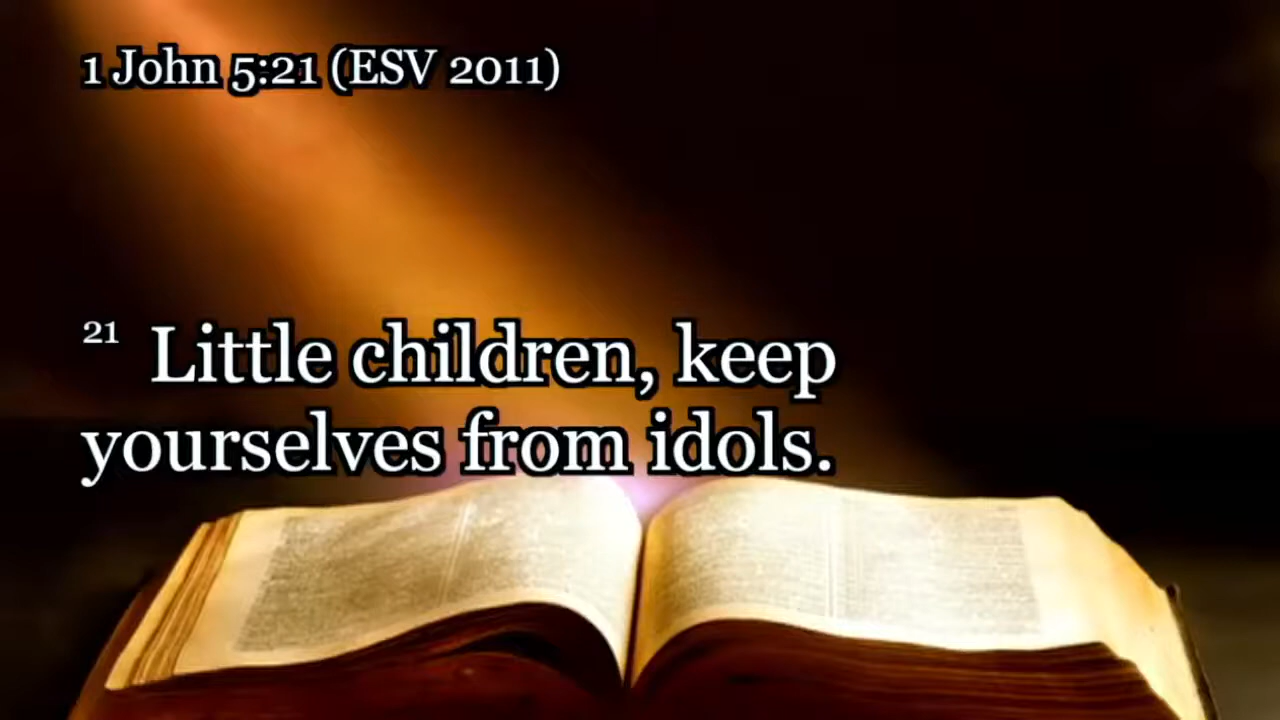 1 John 5:21 (ESV 2011)
21 Little children, keep
yourselves from idols.